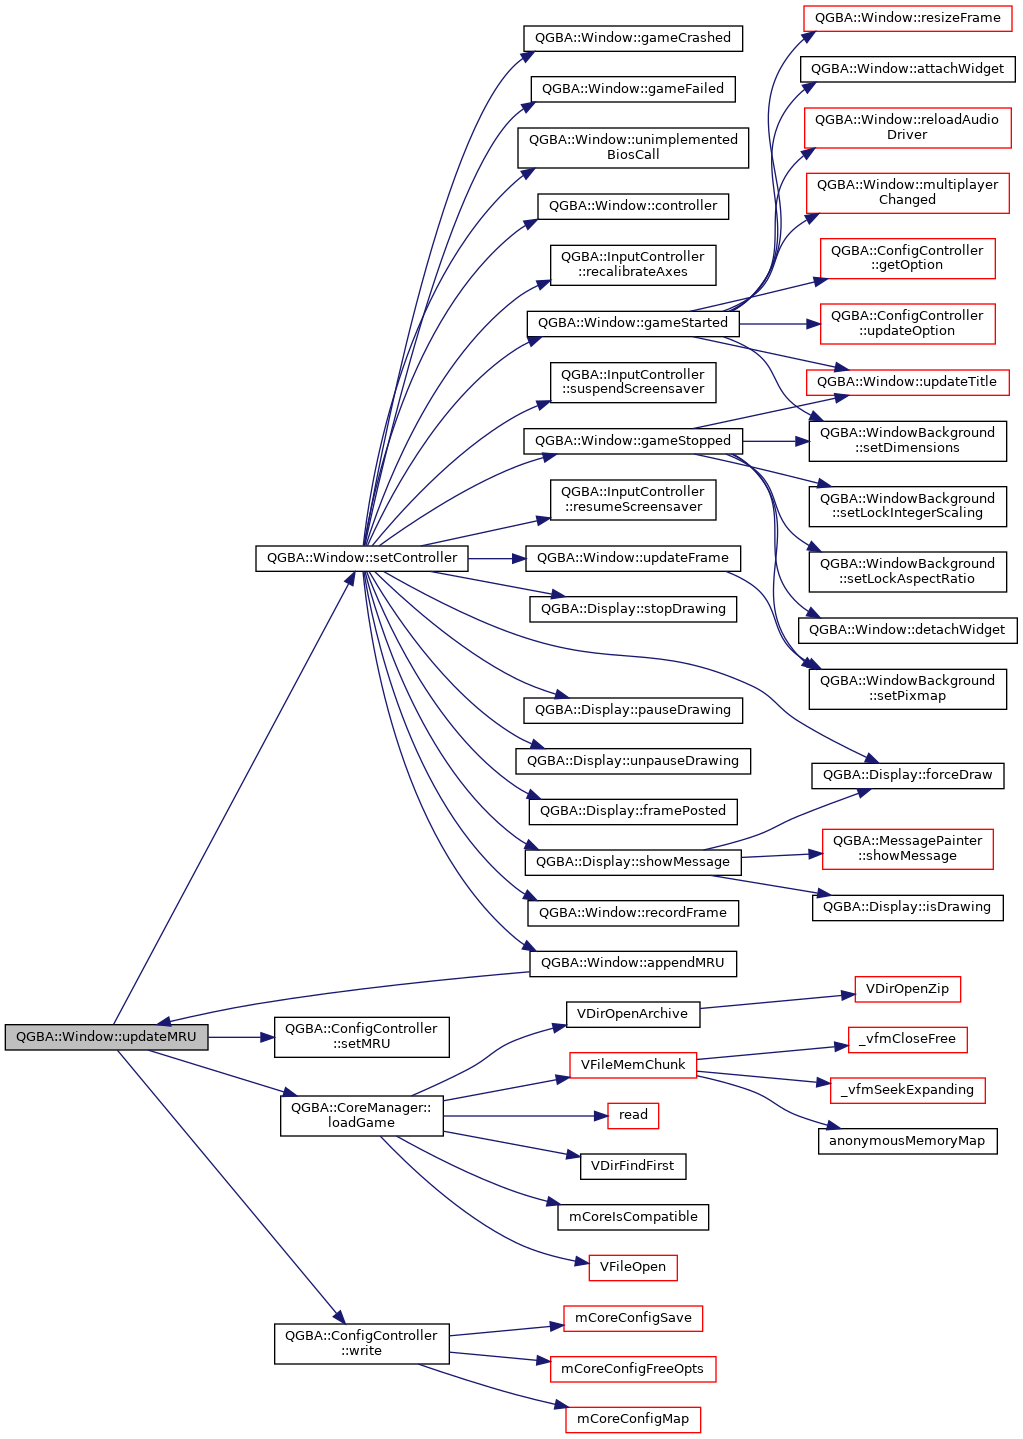 QGBA::Window::resizeFrame
QGBA::Window::gameCrashed
QGBA::Window::attachWidget
QGBA::Window::gameFailed
QGBA::Window::reloadAudio
Driver
QGBA::Window::unimplemented
BiosCall
QGBA::Window::multiplayer
Changed
QGBA::Window::controller
QGBA::ConfigController
::getOption
QGBA::InputController
::recalibrateAxes
QGBA::Window::gameStarted
QGBA::ConfigController
::updateOption
QGBA::InputController
::suspendScreensaver
QGBA::Window::updateTitle
QGBA::Window::gameStopped
QGBA::WindowBackground
::setDimensions
QGBA::InputController
::resumeScreensaver
QGBA::WindowBackground
::setLockIntegerScaling
QGBA::Window::setController
QGBA::Window::updateFrame
QGBA::WindowBackground
::setLockAspectRatio
QGBA::Display::stopDrawing
QGBA::Window::detachWidget
QGBA::WindowBackground
::setPixmap
QGBA::Display::pauseDrawing
QGBA::Display::unpauseDrawing
QGBA::Display::forceDraw
QGBA::Display::framePosted
QGBA::Display::showMessage
QGBA::MessagePainter
::showMessage
QGBA::Window::recordFrame
QGBA::Display::isDrawing
QGBA::Window::appendMRU
VDirOpenZip
VDirOpenArchive
QGBA::Window::updateMRU
QGBA::ConfigController
::setMRU
_vfmCloseFree
VFileMemChunk
_vfmSeekExpanding
QGBA::CoreManager::
loadGame
read
anonymousMemoryMap
VDirFindFirst
mCoreIsCompatible
VFileOpen
mCoreConfigSave
QGBA::ConfigController
::write
mCoreConfigFreeOpts
mCoreConfigMap